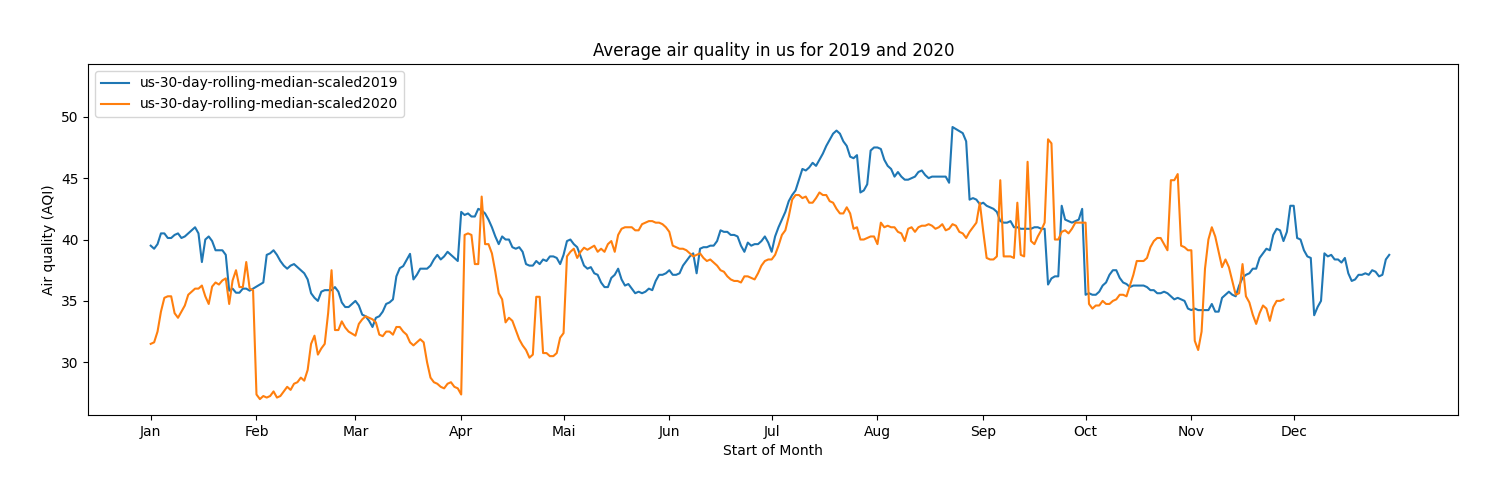 Average air quality in us for 2019 and 2020
us-30-day-rolling-median-scaled2019
us-30-day-rolling-median-scaled2020
Air quality (AQI)
50
45
40
35
30
Jan Feb Mar Apr Mai Jun Jul Aug Sep Oct Nov Dec
Start of Month